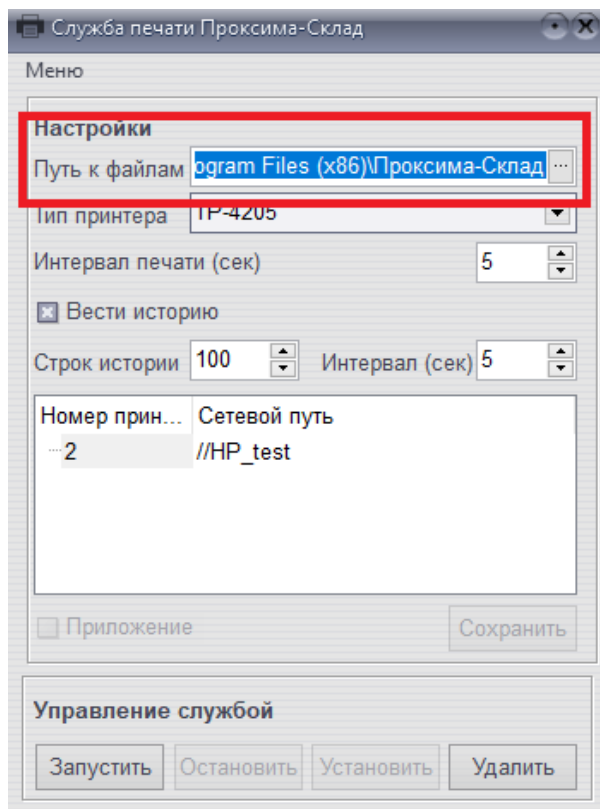 Служба печати Проксима-Склад
Меню
Настройки
Путь к файлам ogram Files (x86)\Проксима-Склад ...
Тип принтера TP-4205
Интервал печати (сек) 5
Вести историю
Строк истории 100 Интервал (сек) 5
Номер прин... Сетевой путь
2 //HP_test
Приложение Сохранить
Управление службой
Запустить Остановить Установить Удалить